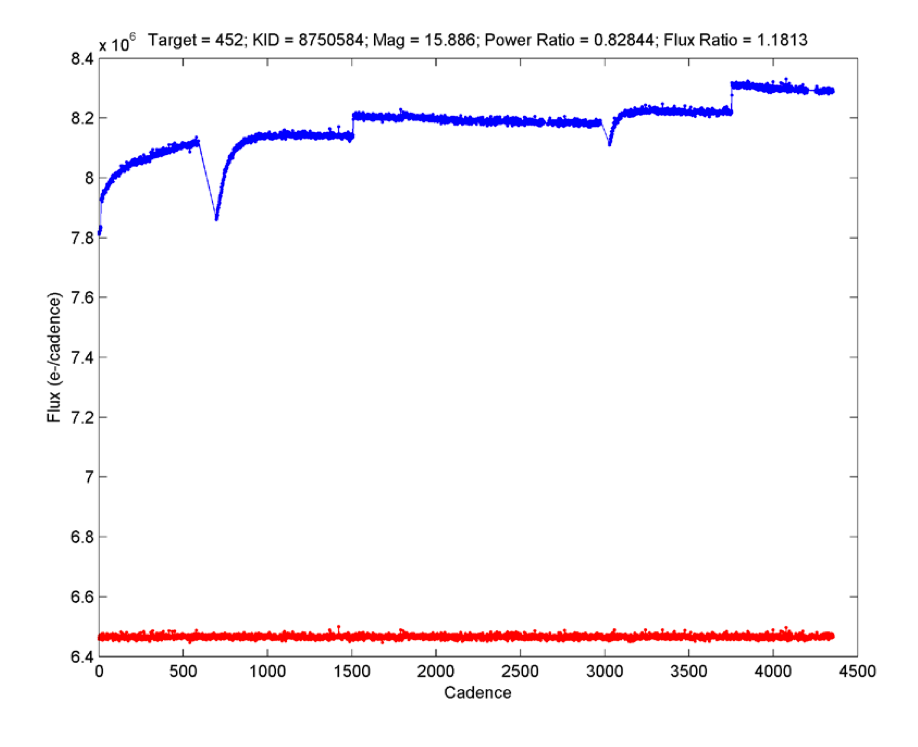 x 10^6 Target = 452; KID = 8750584; Mag = 15.886; Power Ratio = 0.82844; Flux Ratio = 1.1813
8.4
8.2
8
7.8
7.6
7.4
7.2
7
6.8
6.6
6.4
Flux (e-/cadence)
0 500 1000 1500 2000 2500 3000 3500 4000 4500
Cadence